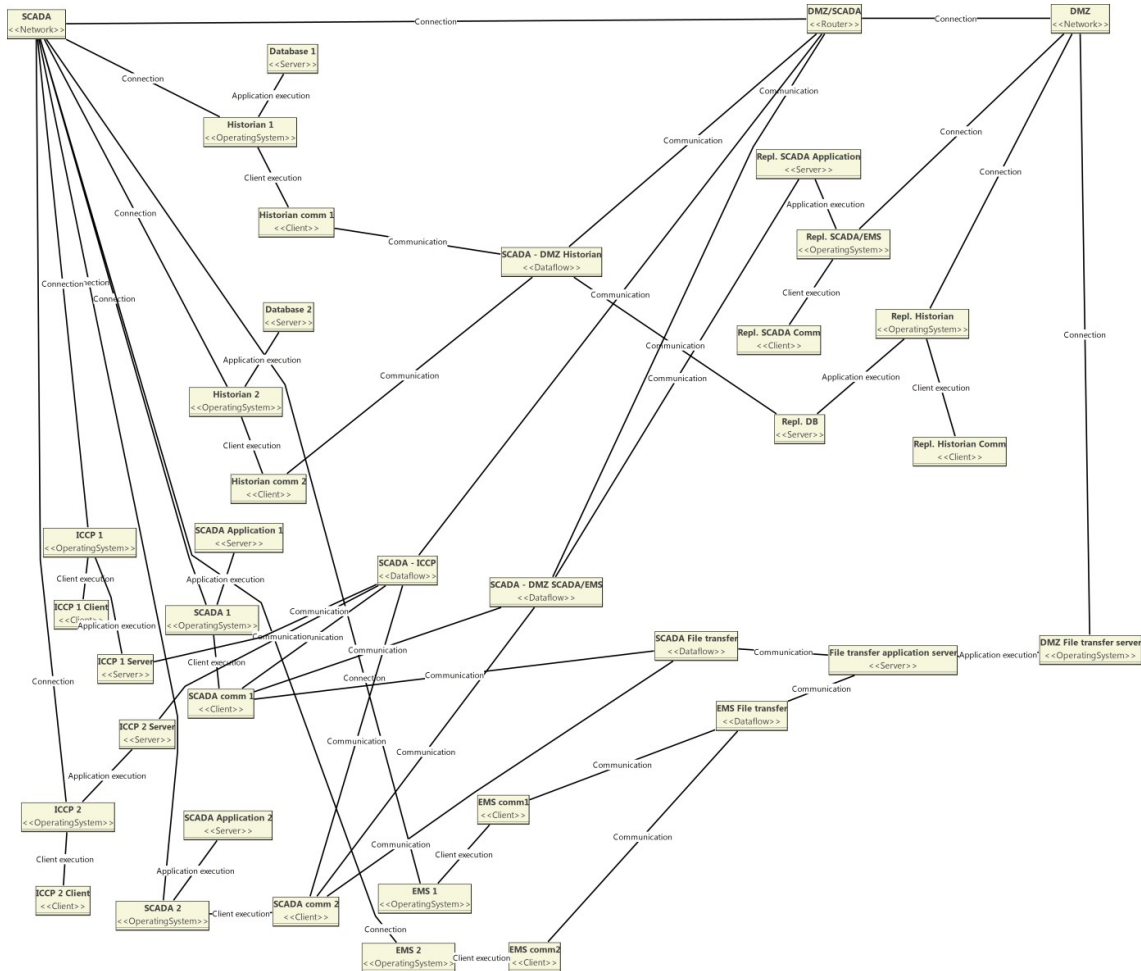 SCADA
<<Network>>
Connection
DMZ/SCADA
<<Router>>
Connection
DMZ
<<Network>>
Database 1
<<Server>>
Connection
Application execution
Communication
Historian 1
<<OperatingSystem>>
Connection
Communication
Repl. SCADA Application
<<Server>>
Client execution
Connection
Application execution
Connection
Historian comm 1
<<Client>>
Communication
Repl. SCADA/EMS
<<OperatingSystem>>
SCADA - DMZ Historian
<<Dataflow>>
Connection
Connection
Communication
Client execution
Database 2
<<Server>>
Repl. Historian
<<OperatingSystem>>
Repl. SCADA Comm
<<Client>>
Connection
Application execution
Communication
Communication
Communication
Application execution
Client execution
Historian 2
<<OperatingSystem>>
Repl. DB
<<Server>>
Client execution
Repl. Historian Comm
<<Client>>
Historian comm 2
<<Client>>
ICCP 1
<<OperatingSystem>>
SCADA Application 1
<<Server>>
SCADA - ICCP
<<Dataflow>>
Client execution
Application execution
SCADA - DMZ SCADA/EMS
<<Dataflow>>
ICCP 1 Client
<<Client>>
SCADA 1
<<OperatingSystem>>
Communication
Application execution
Communication
SCADA File transfer
<<Dataflow>>
Communication
File transfer application server
<<Server>>
Application execution
DMZ File transfer server
<<OperatingSystem>>
ICCP 1 Server
<<Server>>
Client execution
Communication
Connection
Connection
Communication
SCADA comm 1
<<Client>>
Communication
EMS File transfer
<<Dataflow>>
ICCP 2 Server
<<Server>>
Communication
Communication
Communication
Application execution
ICCP 2
<<OperatingSystem>>
SCADA Application 2
<<Server>>
EMS comm1
<<Client>>
Communication
Communication
Client execution
Client execution
Application execution
ICCP 2 Client
<<Client>>
SCADA 2
<<OperatingSystem>>
Client execution
SCADA comm 2
<<Client>>
EMS 1
<<OperatingSystem>>
Connection
EMS 2
<<OperatingSystem>>
Client execution
EMS comm2
<<Client>>